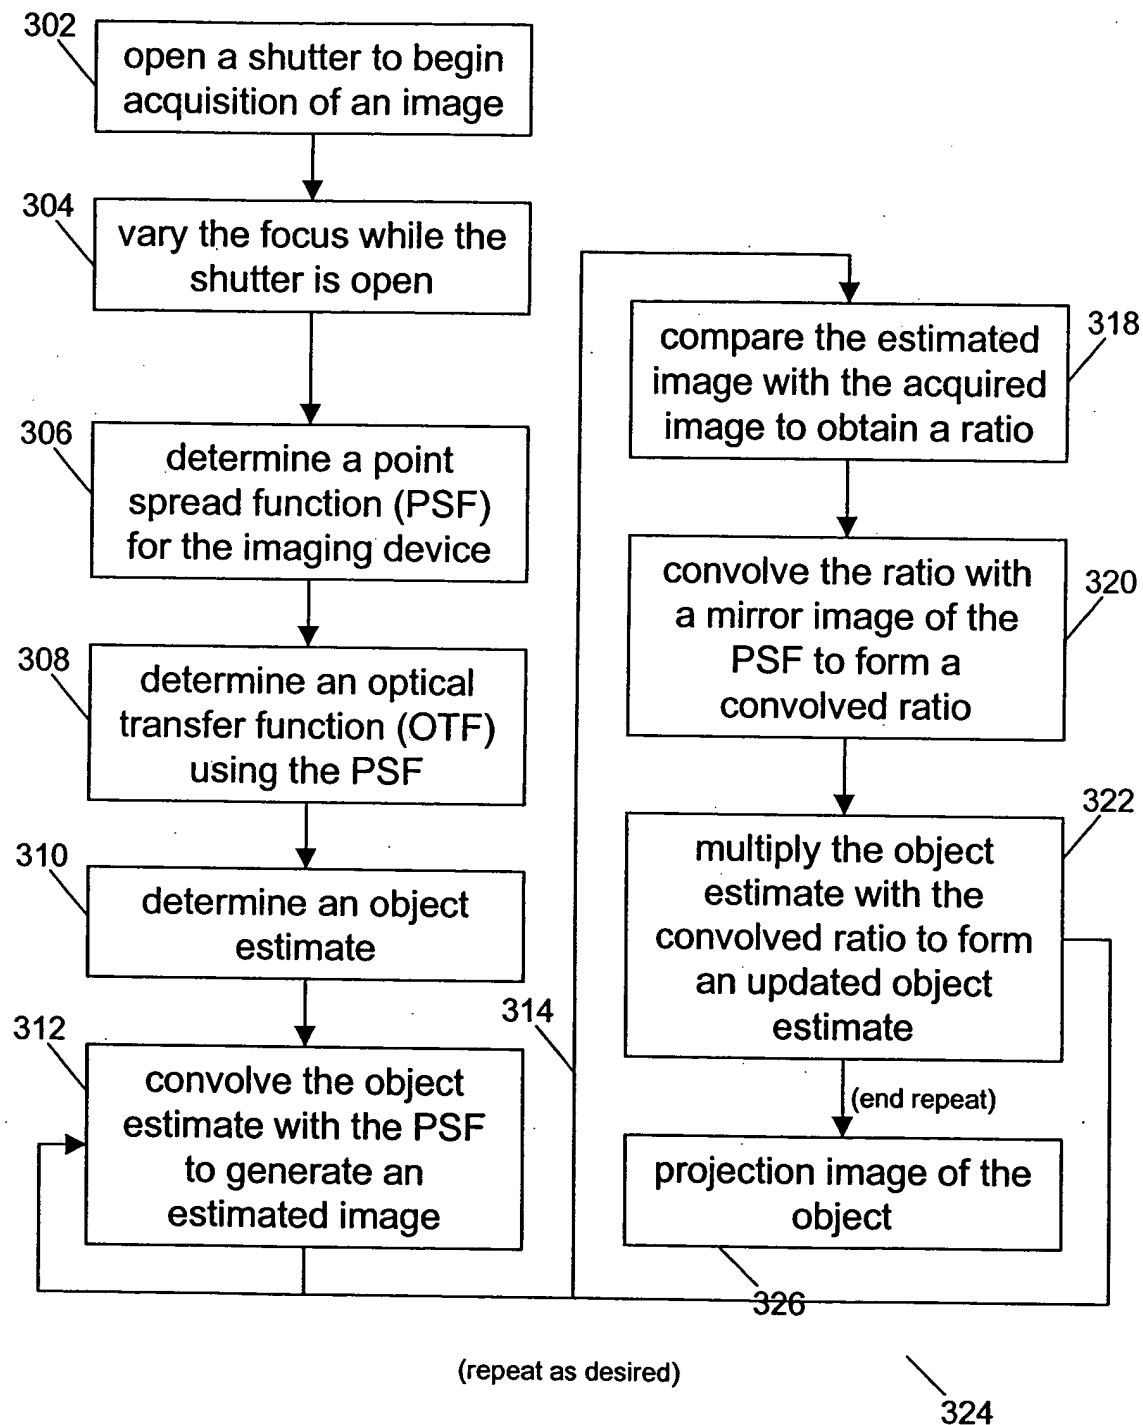 302
open a shutter to begin
acquisition of an image
304
vary the focus while the
shutter is open
306
determine a point
spread function (PSF)
for the imaging device
308
determine an optical
transfer function (OTF)
using the PSF
310
determine an object
estimate
312
convolve the object
estimate with the PSF
to generate an
estimated image
314
318
compare the estimated
image with the acquired
image to obtain a ratio
320
convolve the ratio with
a mirror image of the
PSF to form a
convolved ratio
322
multiply the object
estimate with the
convolved ratio to form
an updated object
estimate
(end repeat)
projection image of the
object
326
(repeat as desired)
324